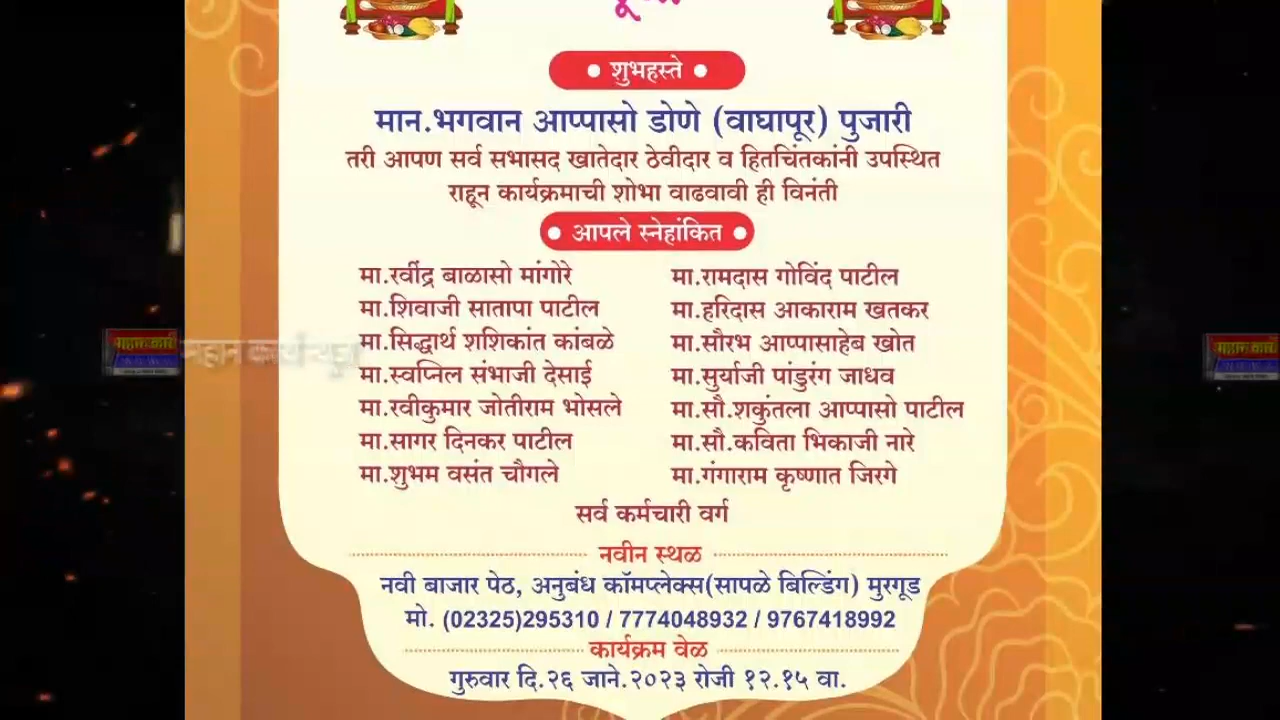 • शुभहस्ते •
मान.भगवान आप्पासो डोणे (वाघापूर) पुजारी
तरी आपण सर्व सभासद खातेदार ठेवीदार व हितचिंतकांनी उपस्थित
राहून कार्यक्रमाची शोभा वाढवावी ही विनंती
• आपले स्नेहांकित •
मा.रवींद्र बाळासो मांगोरे
मा.शिवाजी सातापा पाटील
मा.सिद्धार्थ शशिकांत कांबळे
मा.स्वप्निल संभाजी देसाई
मा.रवीकुमार जोतीराम भोसले
मा.सागर दिनकर पाटील
मा.शुभम वसंत चौगले
मा.रामदास गोविंद पाटील
मा.हरिदास आकाराम खतकर
मा.सौरभ आप्पासाहेब खोत
मा.सुर्याजी पांडुरंग जाधव
मा.सौ.शकुंतला आप्पासो पाटील
मा.सौ.कविता भिकाजी नारे
मा.गंगाराम कृष्णात जिरगे
सर्व कर्मचारी वर्ग
नवीन स्थळ
नवी बाजार पेठ, अनुबंध कॉमप्लेक्स(सापळे बिल्डिंग) मुरगूड
मो. (02325)295310 / 7774048932 / 9767418992
कार्यक्रम वेळ
गुरुवार दि.२६ जाने.२०२३ रोजी १२.१५ वा.